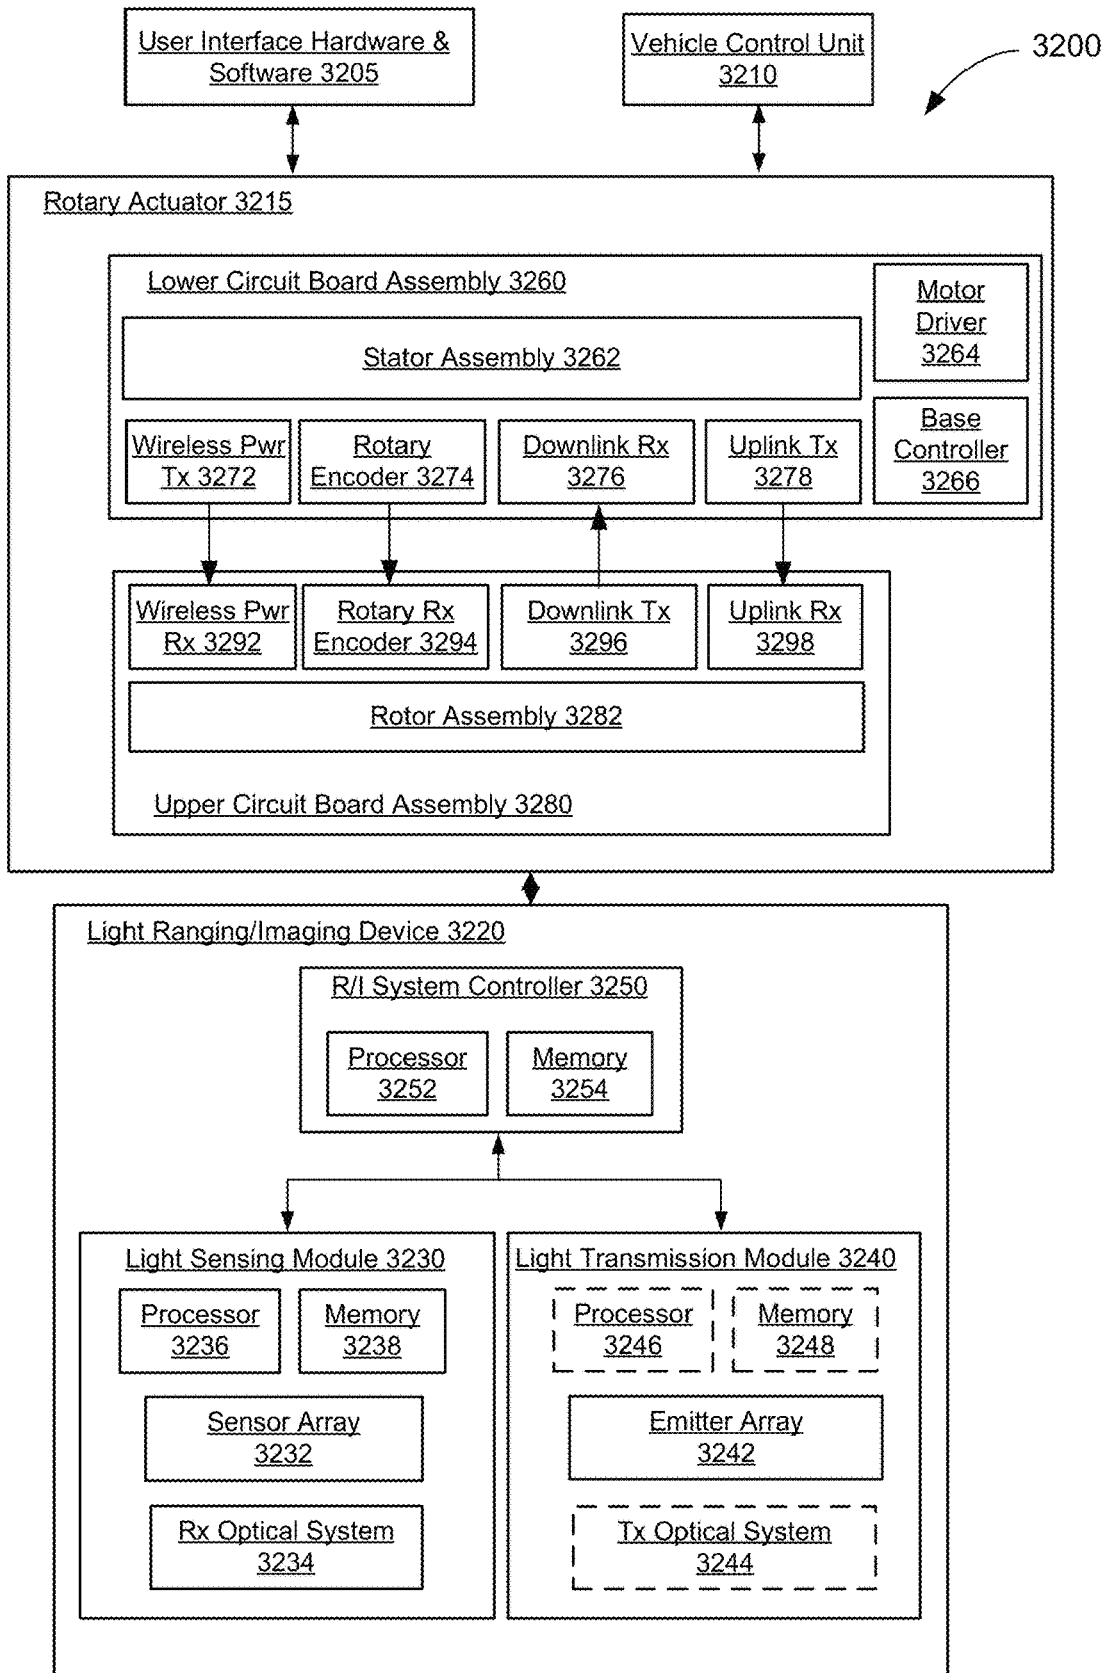 User Interface Hardware &
Software 3205
Vehicle Control Unit
3210
3200
Rotary Actuator 3215
Lower Circuit Board Assembly 3260
Motor
Driver
3264
Stator Assembly 3262
Base
Controller
3266
Wireless Pwr
Tx 3272
Rotary
Encoder 3274
Downlink Rx
3276
Uplink Tx
3278
Wireless Pwr
Rx 3292
Rotary Rx
Encoder 3294
Downlink Tx
3296
Uplink Rx
3298
Rotor Assembly 3282
Upper Circuit Board Assembly 3280
Light Ranging/Imaging Device 3220
R/I System Controller 3250
Processor
3252
Memory
3254
Light Sensing Module 3230
Processor
3236
Memory
3238
Sensor Array
3232
Rx Optical System
3234
Light Transmission Module 3240
Processor
3246
Memory
3248
Emitter Array
3242
Tx Optical System
3244